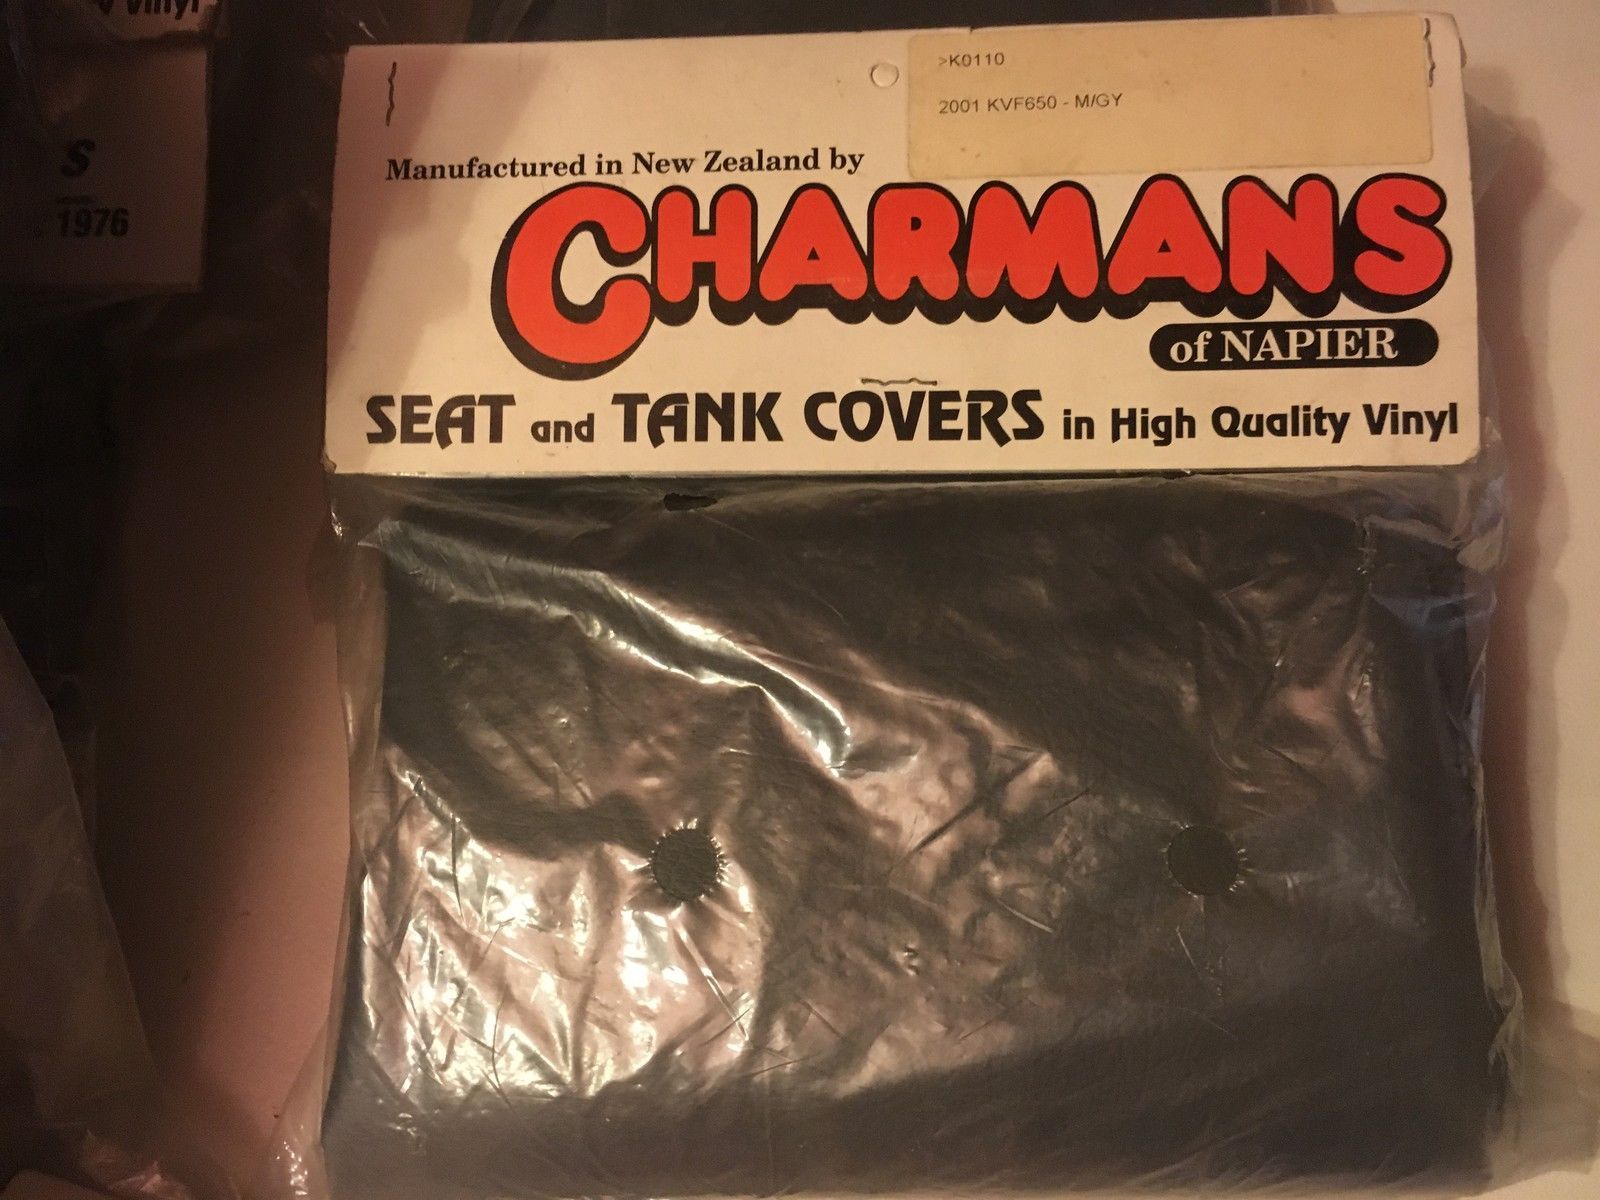 Vinyl
S
1976
>K0110
2001 KVF650 - M/GY
Manufactured in New Zealand by
CHARMANS
of NAPIER
SEAT and TANK COVERS in High Quality Vinyl